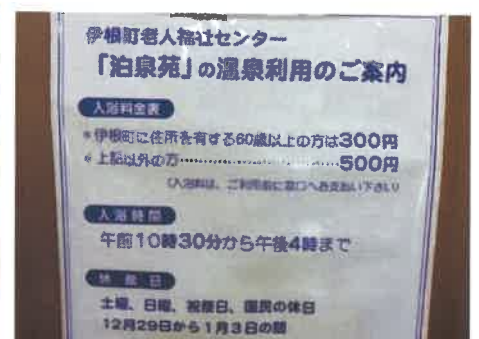 伊根町老人福祉センター
「泊泉苑」の温泉利用のご案内
入浴料金表
*伊根町に住所を有する60歳以上の方は300円
*上記以外の方……………………500円
(入浴料は、ご利用前に窓口へお支払い下さい)
入浴時間
午前10時30分から午後4時まで
休館日
土曜、日曜、祝祭日、国民の休日
12月29日から1月3日の間